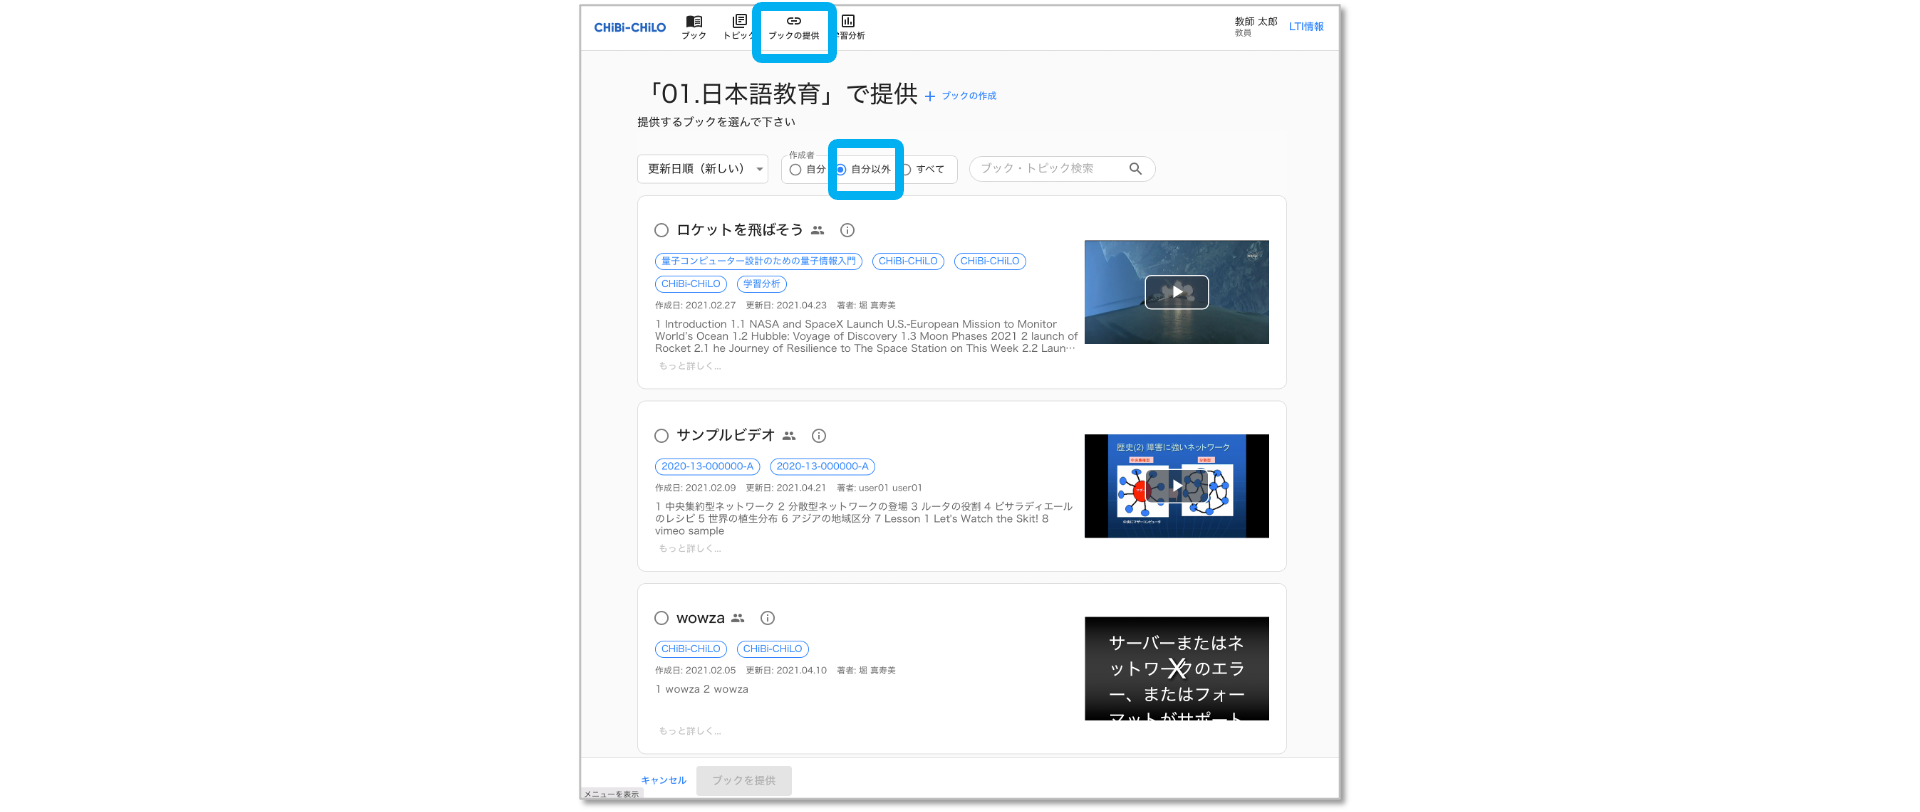 CHiBi-CHiLO
ブック
トピック
ブックの提供
学習分析
教師 太郎
教員
LTI情報
「01.日本語教育」で提供
+ ブックの作成
提供するブックを選んで下さい
更新日順（新しい）
作成者
自分
自分以外
すべて
ブック・トピック検索
ロケットを飛ばそう
量子コンピューター設計のための量子情報入門 CHiBi-CHiLO CHiBi-CHiLO
CHiBi-CHiLO 学習分析
作成日: 2021.02.27 更新日: 2021.04.23 著者: 堀 真寿美
1 Introduction 1.1 NASA and SpaceX Launch U.S.-European Mission to Monitor
World's Ocean 1.2 Hubble: Voyage of Discovery 1.3 Moon Phases 2021 2 launch of
Rocket 2.1 he Journey of Resilience to The Space Station on This Week 2.2 Laun…
もっと詳しく...
サンプルビデオ
2020-13-000000-A 2020-13-000000-A
作成日: 2021.02.09 更新日: 2021.04.21 著者: user01 user01
1 中央集約型ネットワーク 2 分散型ネットワークの登場 3 ルータの役割 4 ピサラディエール
のレシピ 5 世界の植生分布 6 アジアの地域区分 7 Lesson 1 Let's Watch the Skit! 8
vimeo sample
もっと詳しく...
歴史(2) 障害に強いネットワーク
wowza
CHiBi-CHiLO CHiBi-CHiLO
作成日: 2021.02.05 更新日: 2021.04.10 著者: 堀 真寿美
1 wowza 2 wowza
もっと詳しく...
サーバーまたはネ
ットワークのエラ
ー、またはフォー
マットがサポート
キャンセル
ブックを提供
メニューを表示